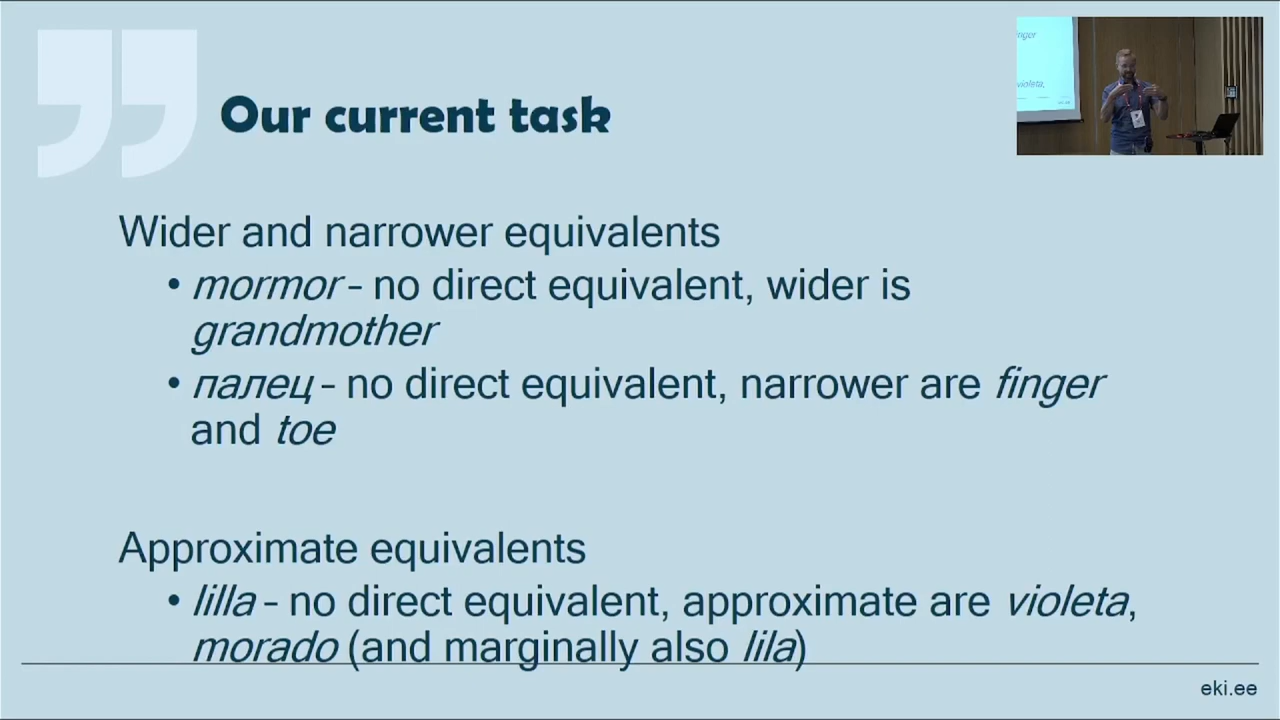 Our current task
Wider and narrower equivalents
• mormor – no direct equivalent, wider is
grandmother
• палец – no direct equivalent, narrower are finger
and toe
Approximate equivalents
• lilla – no direct equivalent, approximate are violeta,
morado (and marginally also lila)
eki.ee
nger
violeta,